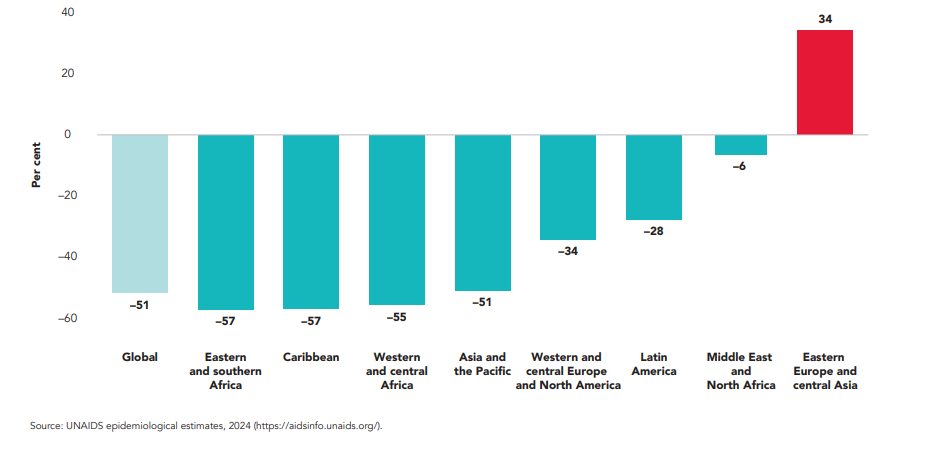 40
34
20
0
Per cent
–6
–20
–28
–34
–40
–51
–51
–55
–57
–57
–60
Global
Eastern
and southern
Africa
Caribbean
Western
and central
Africa
Asia and
the Pacific
Western and
central Europe
and North America
Latin
America
Middle East
and
North Africa
Eastern
Europe and
central Asia
Source: UNAIDS epidemiological estimates, 2024 (https://aidsinfo.unaids.org/).